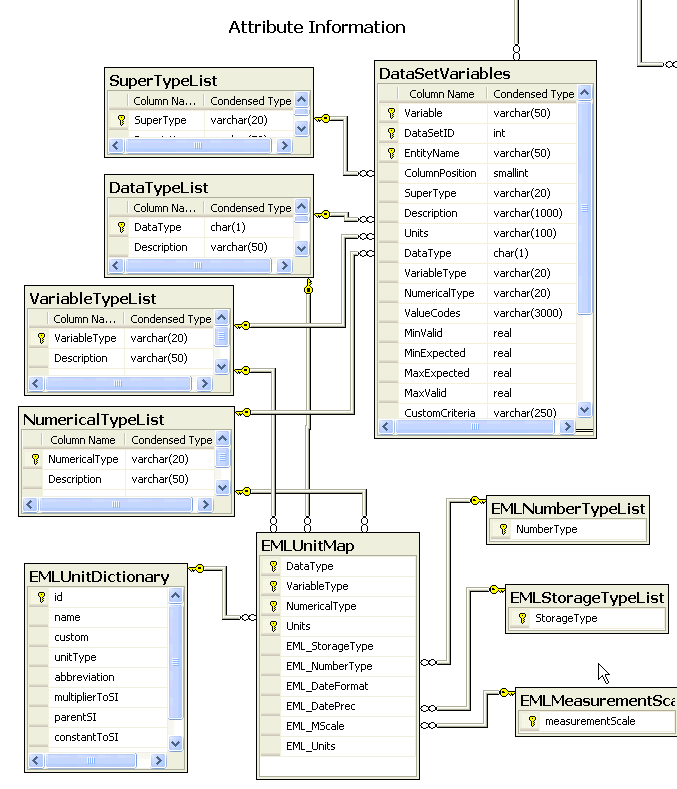 Attribute Information
SuperTypeList
Column Na... Condensed Type
SuperType varchar(20)
DataTypeList
Column Na... Condensed Type
DataType char(1)
Description varchar(50)
VariableTypeList
Column Na... Condensed Type
VariableType varchar(20)
Description varchar(50)
NumericalTypeList
Column Name Condensed Type
NumericalType varchar(20)
Description varchar(50)
DataSetVariables
Column Name Condensed Type
Variable varchar(50)
DataSetID int
EntityName varchar(50)
ColumnPosition smallint
SuperType varchar(20)
Description varchar(1000)
Units varchar(100)
DataType char(1)
VariableType varchar(20)
NumericalType varchar(20)
ValueCodes varchar(3000)
MinValid real
MinExpected real
MaxExpected real
MaxValid real
CustomCriteria varchar(250)
EMLUnitDictionary
id
name
custom
unitType
abbreviation
multiplierToSI
parentSI
constantToSI
EMLUnitMap
DataType
VariableType
NumericalType
Units
EML_StorageType
EML_NumberType
EML_DateFormat
EML_DatePrec
EML_MScale
EML_Units
EMLNumberTypeList
NumberType
EMLStorageTypeList
StorageType
EMLMeasurementSca
measurementScale